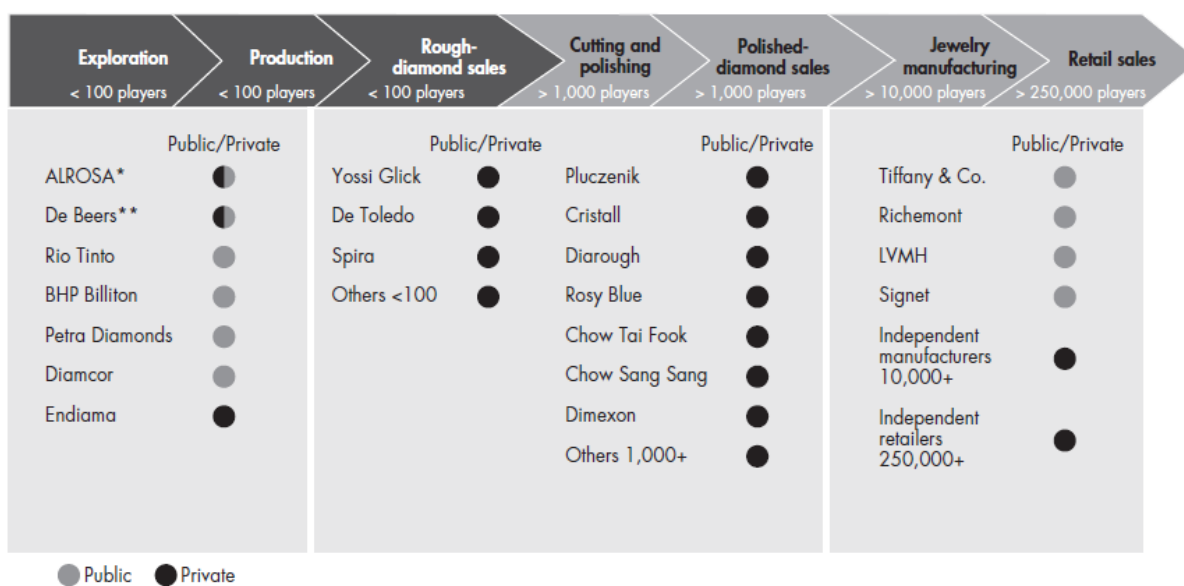 Exploration
< 100 players
Production
< 100 players
Rough-
diamond sales
< 100 players
Cutting and
polishing
> 1,000 players
Polished-
diamond sales
> 1,000 players
Jewelry
manufacturing
> 10,000 players
Retail sales
> 250,000 players
Public/Private
ALROSA*
De Beers**
Rio Tinto
BHP Billiton
Petra Diamonds
Diamcor
Endiama
Public/Private
Yossi Glick
De Toledo
Spira
Others <100
Public/Private
Pluczenik
Cristall
Diarough
Rosy Blue
Chow Tai Fook
Chow Sang Sang
Dimexon
Others 1,000+
Public/Private
Tiffany & Co.
Richemont
LVMH
Signet
Independent
manufacturers
10,000+
Independent
retailers
250,000+
Public
Private